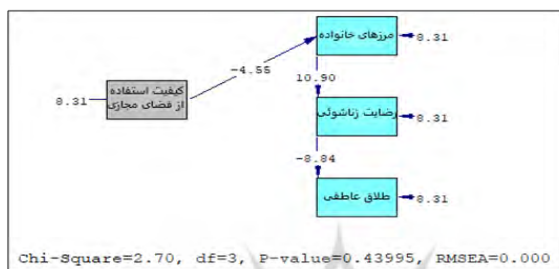 مرزهای خانواده
8.31
-4.55
کیفیت استفاده
از فضای مجازی
8.31
10.90
رضایت زناشوئی
8.31
-8.84
طلاق عاطفی
8.31
Chi-Square=2.70, df=3, P-value=0.43995, RMSEA=0.000